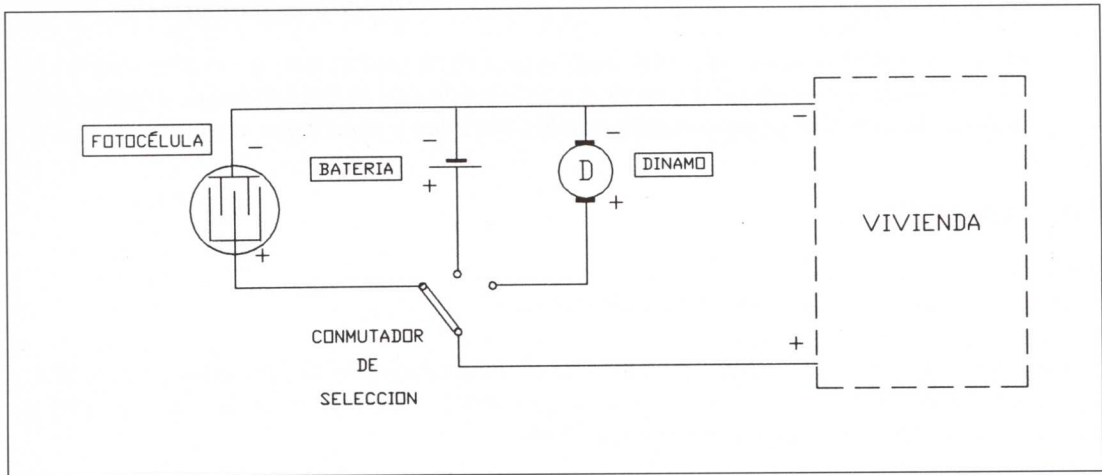 FOTOCÉLULA
-
+
BATERIA
-
+
D
-
+
DINAMO
CONMUTADOR
DE
SELECCION
-
+
VIVIENDA